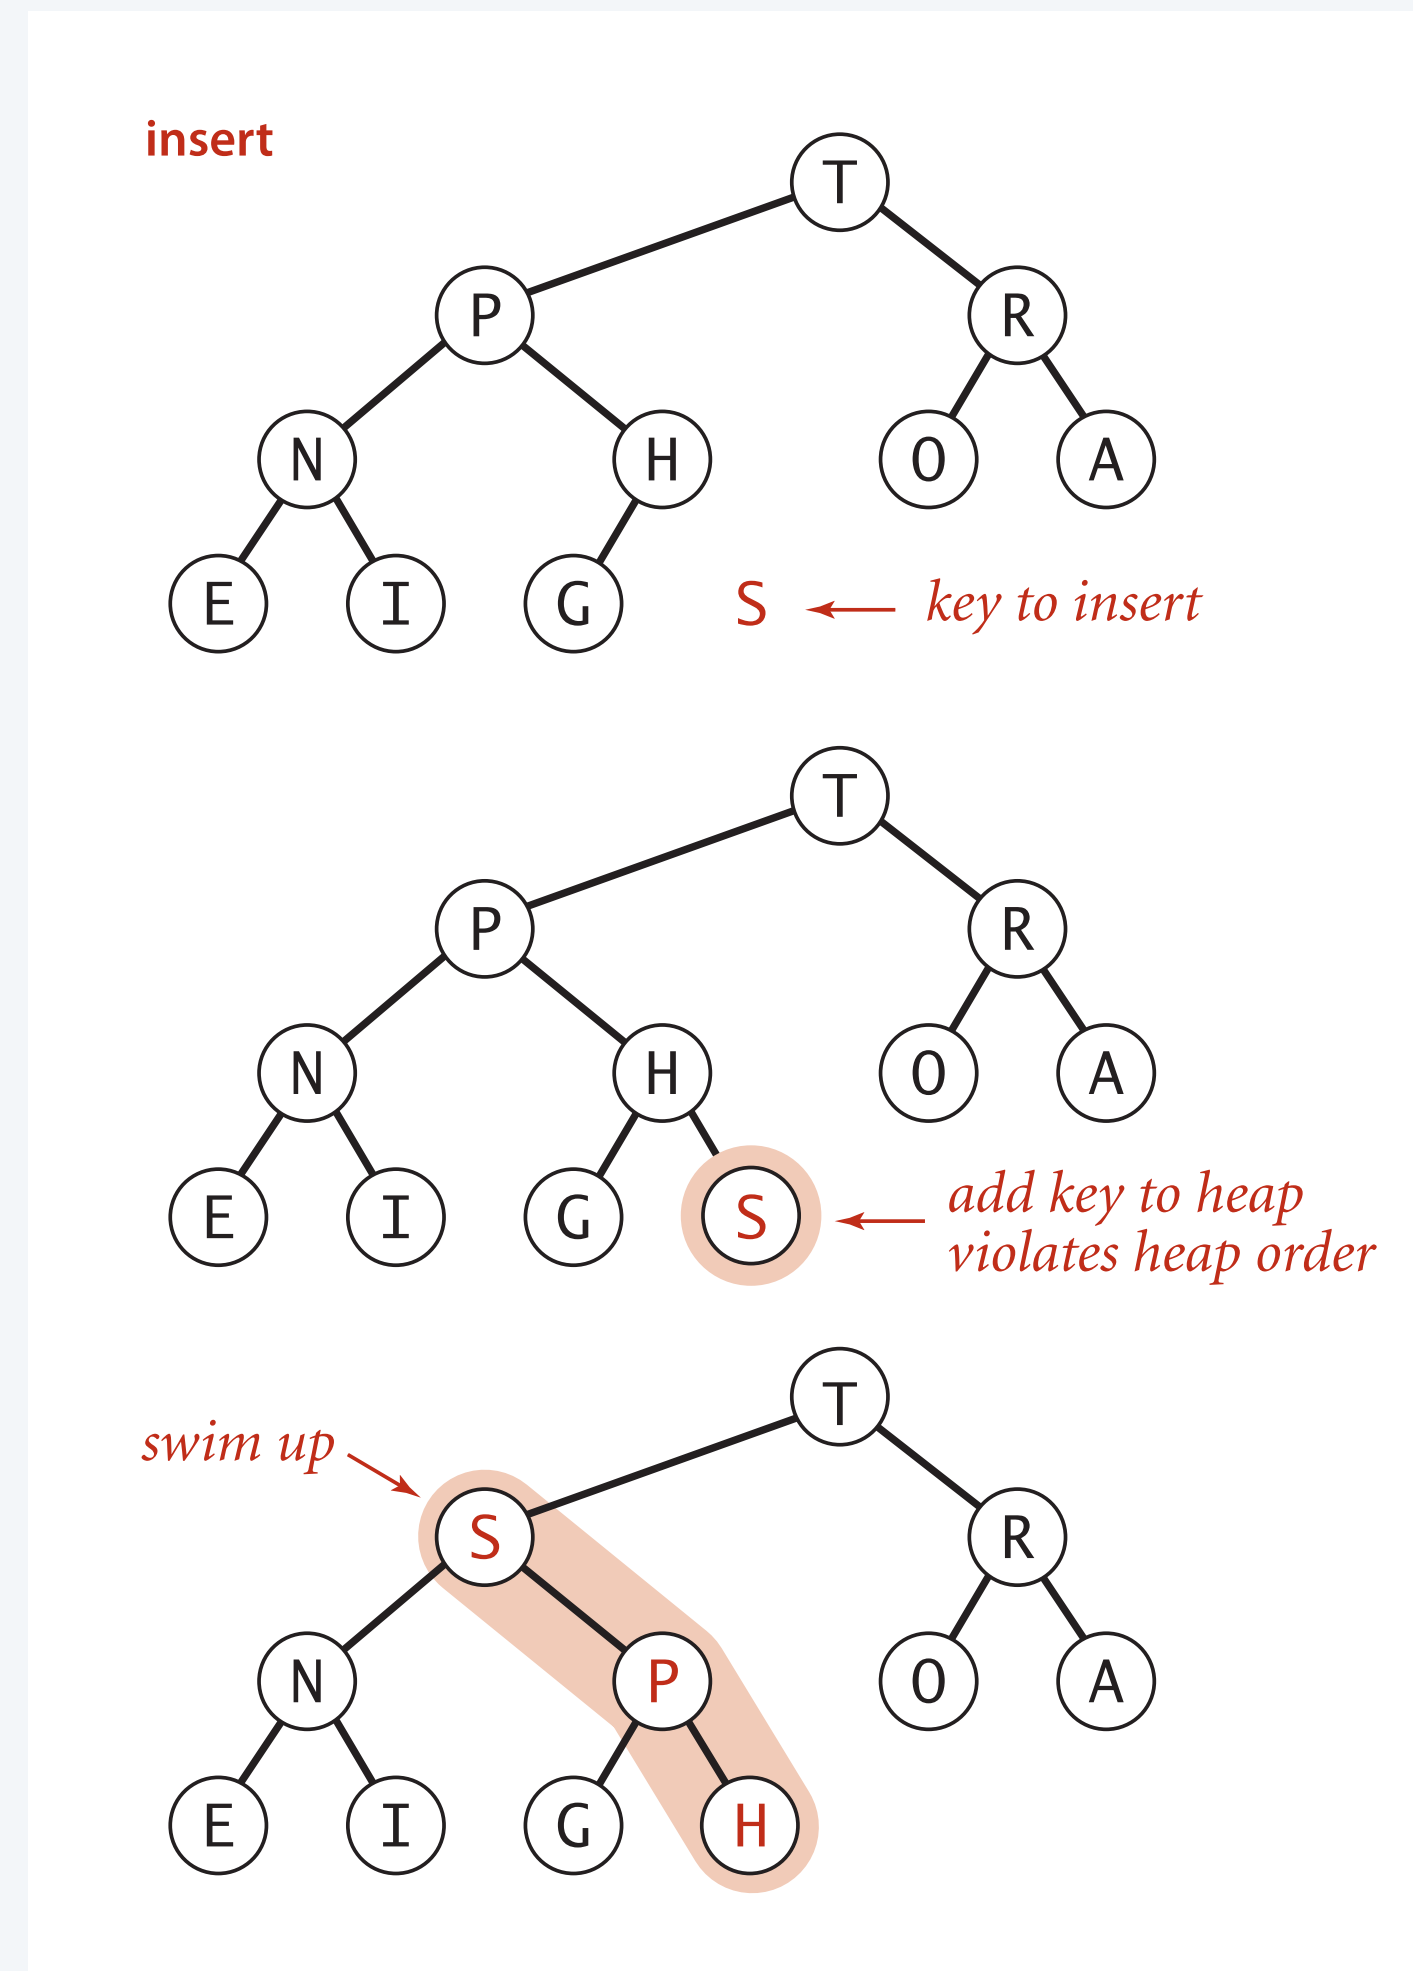 insert
T
P R
N H O A
E I G S key to insert
T
P R
N H O A
E I G S
add key to heap
violates heap order
T
swim up
S R
N P O A
E I G H